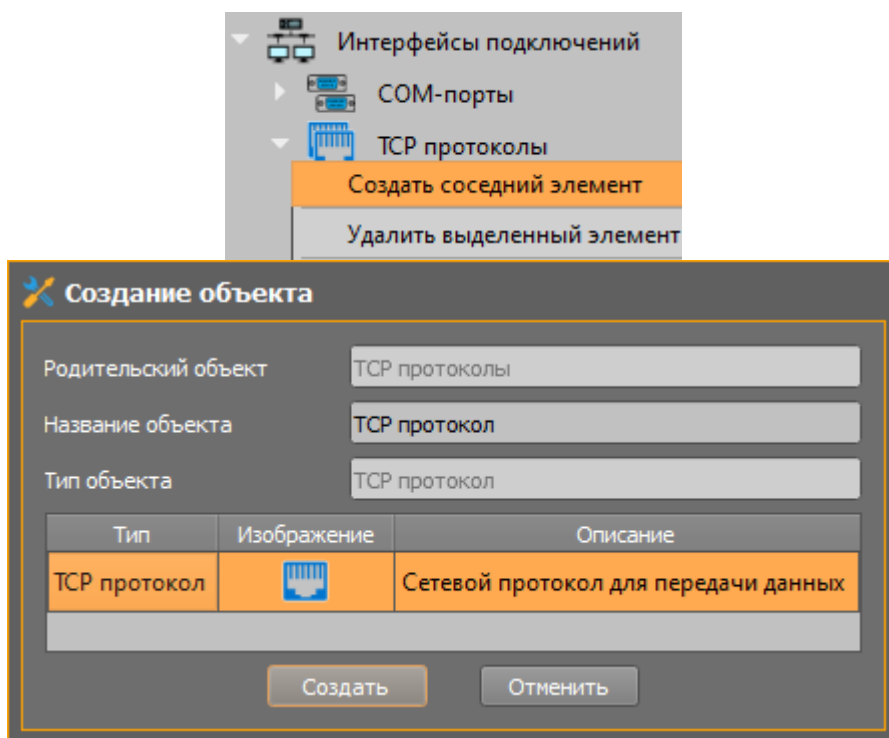 Интерфейсы подключений
COM-порты
TCP протоколы
Создать соседний элемент
Удалить выделенный элемент
Создание объекта
Родительский объект TCP протоколы
Название объекта TCP протокол
Тип объекта TCP протокол
Тип Изображение Описание
TCP протокол Сетевой протокол для передачи данных
Создать Отменить